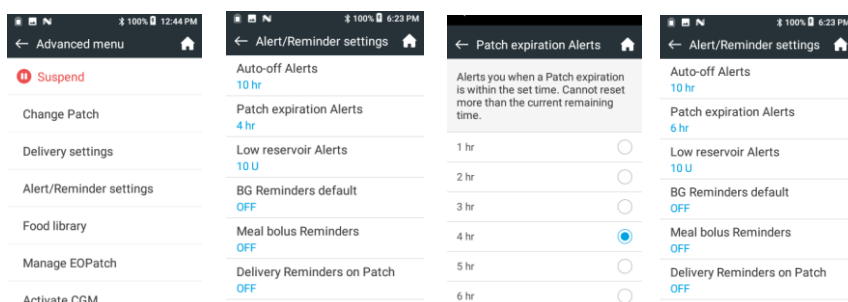 100% 12:44 PM
← Advanced menu
Suspend
Change Patch
Delivery settings
Alert/Reminder settings
Food library
Manage EOPatch
Activate CGM
100% 6:23 PM
← Alert/Reminder settings
Auto-off Alerts
10 hr
Patch expiration Alerts
4 hr
Low reservoir Alerts
10 U
BG Reminders default
OFF
Meal bolus Reminders
OFF
Delivery Reminders on Patch
OFF
← Patch expiration Alerts
Alerts you when a Patch expiration
is within the set time. Cannot reset
more than the current remaining
time.
1 hr
2 hr
3 hr
4 hr
5 hr
6 hr
100% 6:23 PM
← Alert/Reminder settings
Auto-off Alerts
10 hr
Patch expiration Alerts
6 hr
Low reservoir Alerts
10 U
BG Reminders default
OFF
Meal bolus Reminders
OFF
Delivery Reminders on Patch
OFF